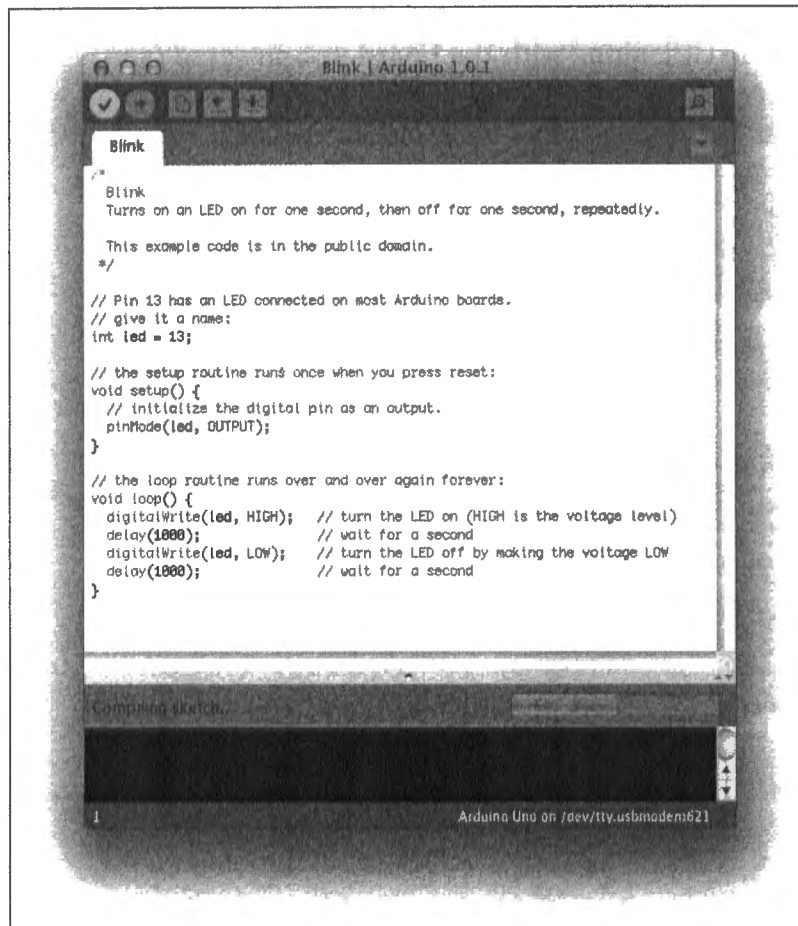 Blink | Arduino 1.0.1
Blink
/*
  Blink
  Turns on an LED on for one second, then off for one second, repeatedly.

  This example code is in the public domain.
 */

// Pin 13 has an LED connected on most Arduino boards.
// give it a name:
int led = 13;

// the setup routine runs once when you press reset:
void setup() {
  // initialize the digital pin as an output.
  pinMode(led, OUTPUT);
}

// the loop routine runs over and over again forever:
void loop() {
  digitalWrite(led, HIGH);   // turn the LED on (HIGH is the voltage level)
  delay(1000);               // wait for a second
  digitalWrite(led, LOW);    // turn the LED off by making the voltage LOW
  delay(1000);               // wait for a second
}
Compiling sketch...
1
Arduino Uno on /dev/tty.usbmodem621